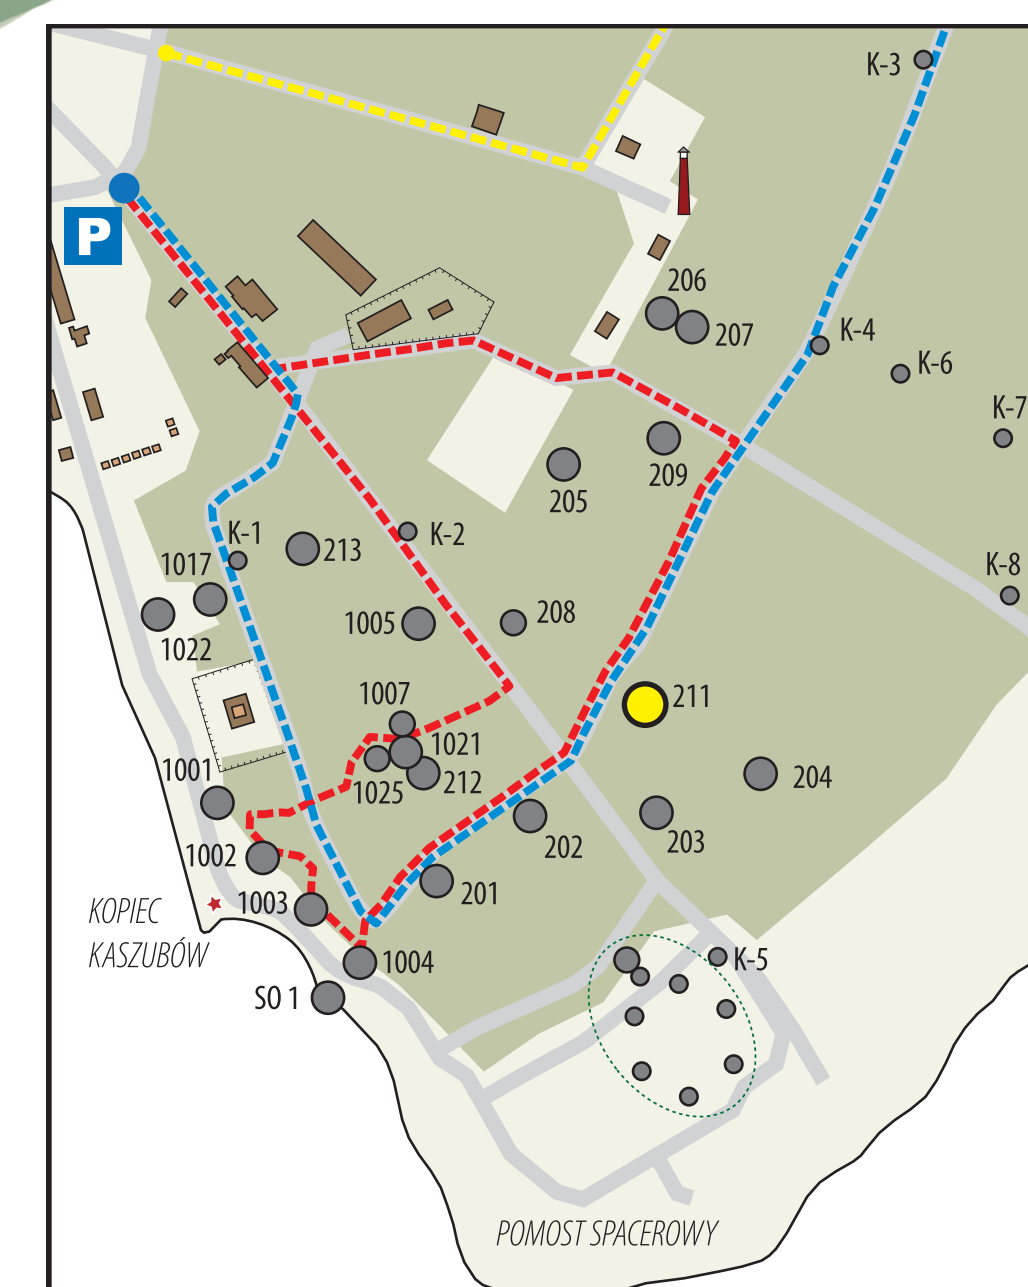 K-3
P
206
207
K-4
K-6
K-7
209
205
K-1
213
K-2
1017
K-8
1022
1005
208
1007
211
1021
1025
212
1001
204
202
203
1002
201
1003
KOPIEC
KASZUBÓW
1004
K-5
SO 1
POMOST SPACEROWY